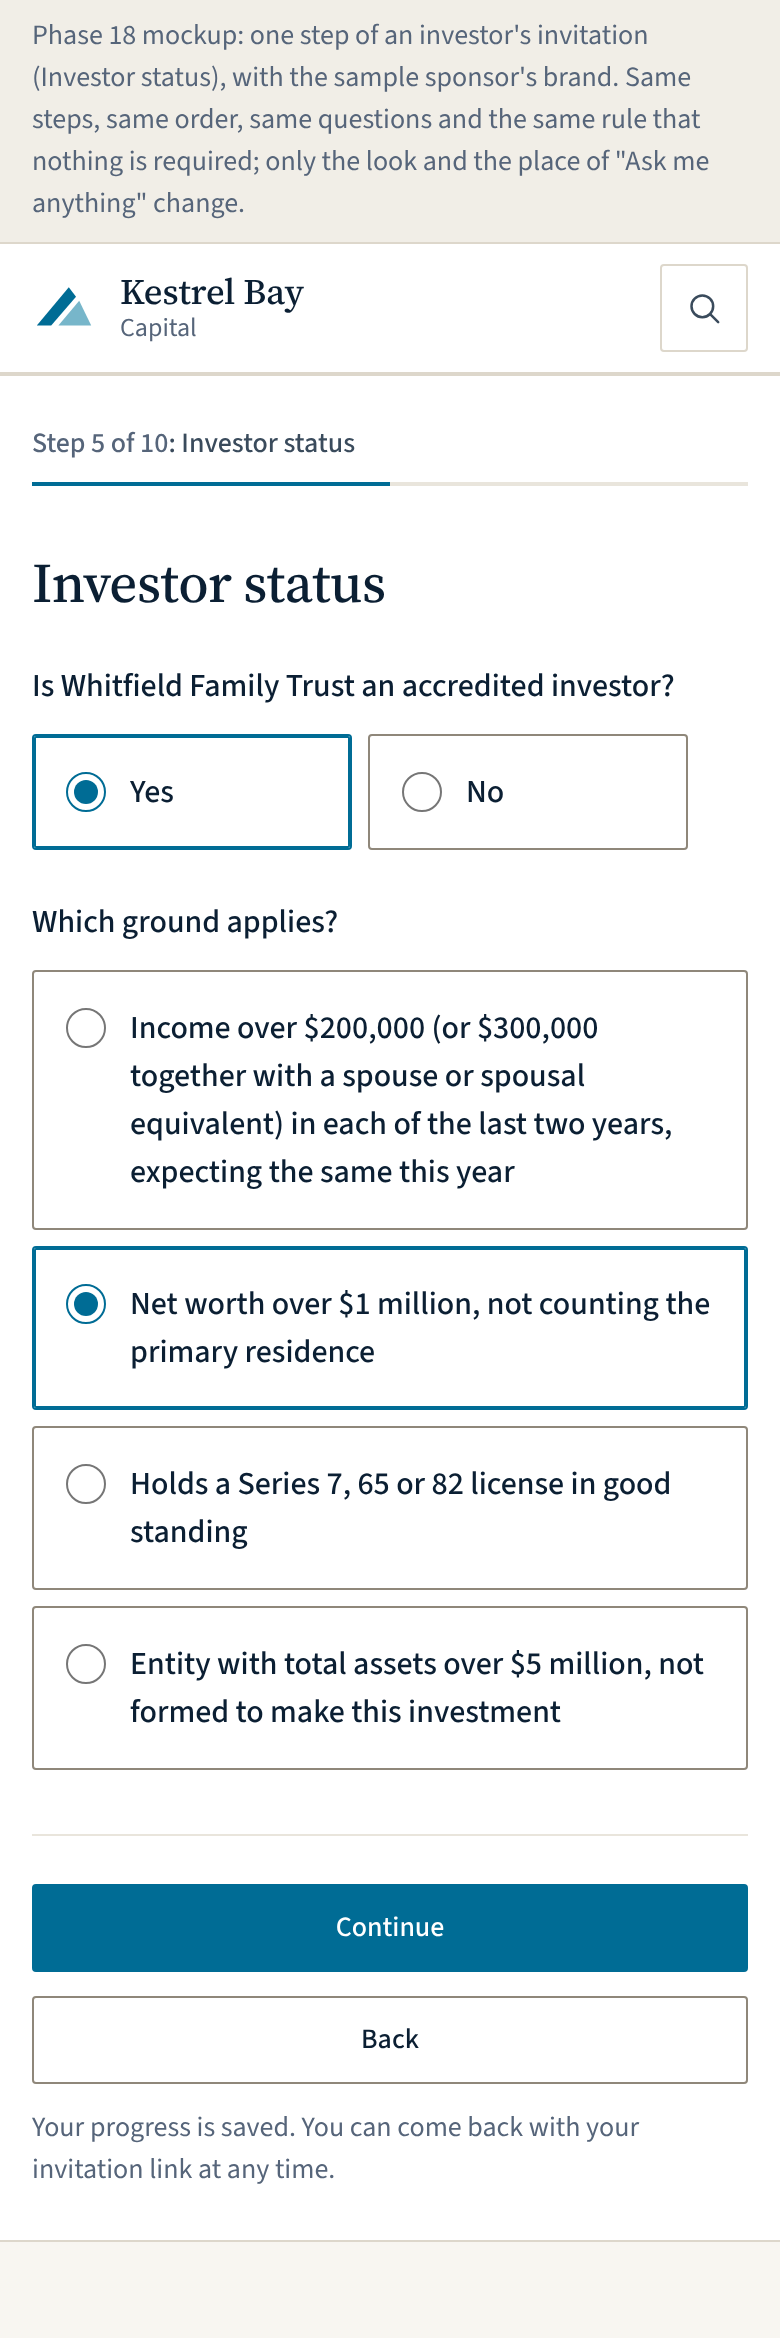 Phase 18 mockup: one step of an investor's invitation
(Investor status), with the sample sponsor's brand. Same
steps, same order, same questions and the same rule that
nothing is required; only the look and the place of "Ask me
anything" change.
Kestrel Bay
Capital
Step 5 of 10: Investor status
Investor status
Is Whitfield Family Trust an accredited investor?
Yes
No
Which ground applies?
Income over $200,000 (or $300,000
together with a spouse or spousal
equivalent) in each of the last two years,
expecting the same this year
Net worth over $1 million, not counting the
primary residence
Holds a Series 7, 65 or 82 license in good
standing
Entity with total assets over $5 million, not
formed to make this investment
Continue
Back
Your progress is saved. You can come back with your
invitation link at any time.